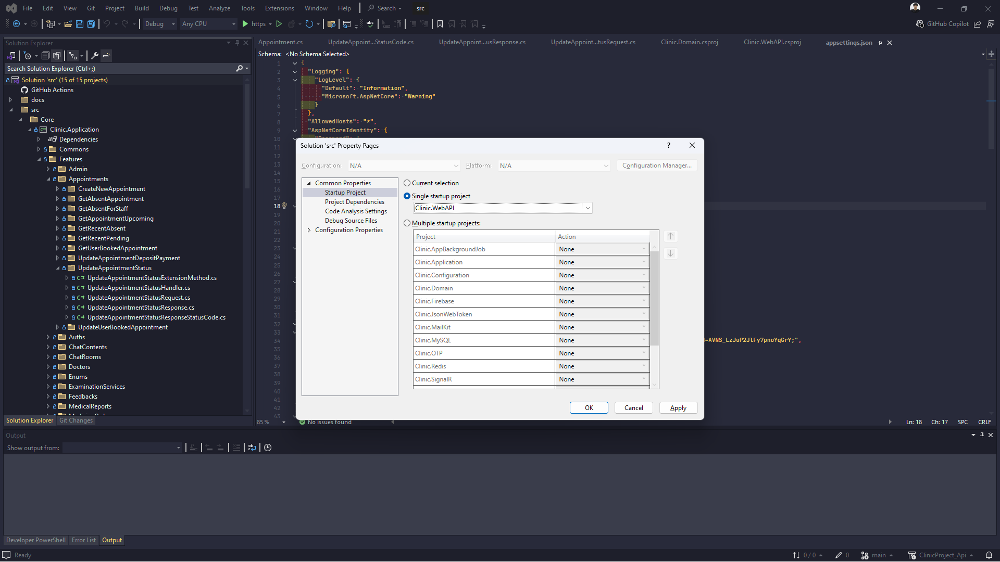 File Edit View Git Project Build Debug Test Analyze Tools Extensions Window Help Search src
Debug Any CPU https GitHub Copilot
Solution Explorer
Search Solution Explorer (Ctrl+;)
Solution 'src' (15 of 15 projects)
GitHub Actions
docs
src
Core
Clinic.Application
Dependencies
Commons
Features
Admin
Appointments
CreateNewAppointment
GetAbsentAppointment
GetAbsentForStaff
GetAppointmentUpcoming
GetRecentAbsent
GetRecentPending
GetUserBookedAppointment
UpdateAppointmentDepositPayment
UpdateAppointmentStatus
C# UpdateAppointmentStatusExtensionMethod.cs
C# UpdateAppointmentStatusHandler.cs
C# UpdateAppointmentStatusRequest.cs
C# UpdateAppointmentStatusResponse.cs
C# UpdateAppointmentStatusResponseStatusCode.cs
UpdateUserBookedAppointment
Auths
ChatContents
ChatRooms
Doctors
Enums
ExaminationServices
Feedbacks
MedicalReports
Solution Explorer Git Changes
Appointment.cs UpdateAppoint...StatusCode.cs UpdateAppoint...usResponse.cs UpdateAppoint...tusRequest.cs Clinic.Domain.csproj Clinic.WebAPI.csproj appsettings.json
Schema: <No Schema Selected>
1 {
2 "Logging": {
3 "LogLevel": {
4 "Default": "Information",
5 "Microsoft.AspNetCore": "Warning"
6 }
7 },
8 "AllowedHosts": "*",
9 "AspNetCoreIdentity": {
10
11
12
13
14
15
16
17
18
19
20
21
22
23
24
25
26
27
28
29
30
31
32
33
34 =AVNS_LzJuP2JlFy7pnoYqGrY;",
35
36
37
38
39
40
41
42
43
85 % No issues found Ln: 18 Ch: 17 SPC CRLF
Solution 'src' Property Pages ?
Configuration: N/A Platform: N/A Configuration Manager...
Common Properties
Startup Project
Project Dependencies
Code Analysis Settings
Debug Source Files
Configuration Properties
Current selection
Single startup project
Clinic.WebAPI
Multiple startup projects:
Project Action
Clinic.AppBackgroundJob None
Clinic.Application None
Clinic.Configuration None
Clinic.Domain None
Clinic.Firebase None
Clinic.JsonWebToken None
Clinic.MailKit None
Clinic.MySQL None
Clinic.OTP None
Clinic.Redis None
Clinic.SignalR None
OK Cancel Apply
Output
Show output from:
Developer PowerShell Error List Output
Ready 0 / 0 0 main ClinicProject_Api